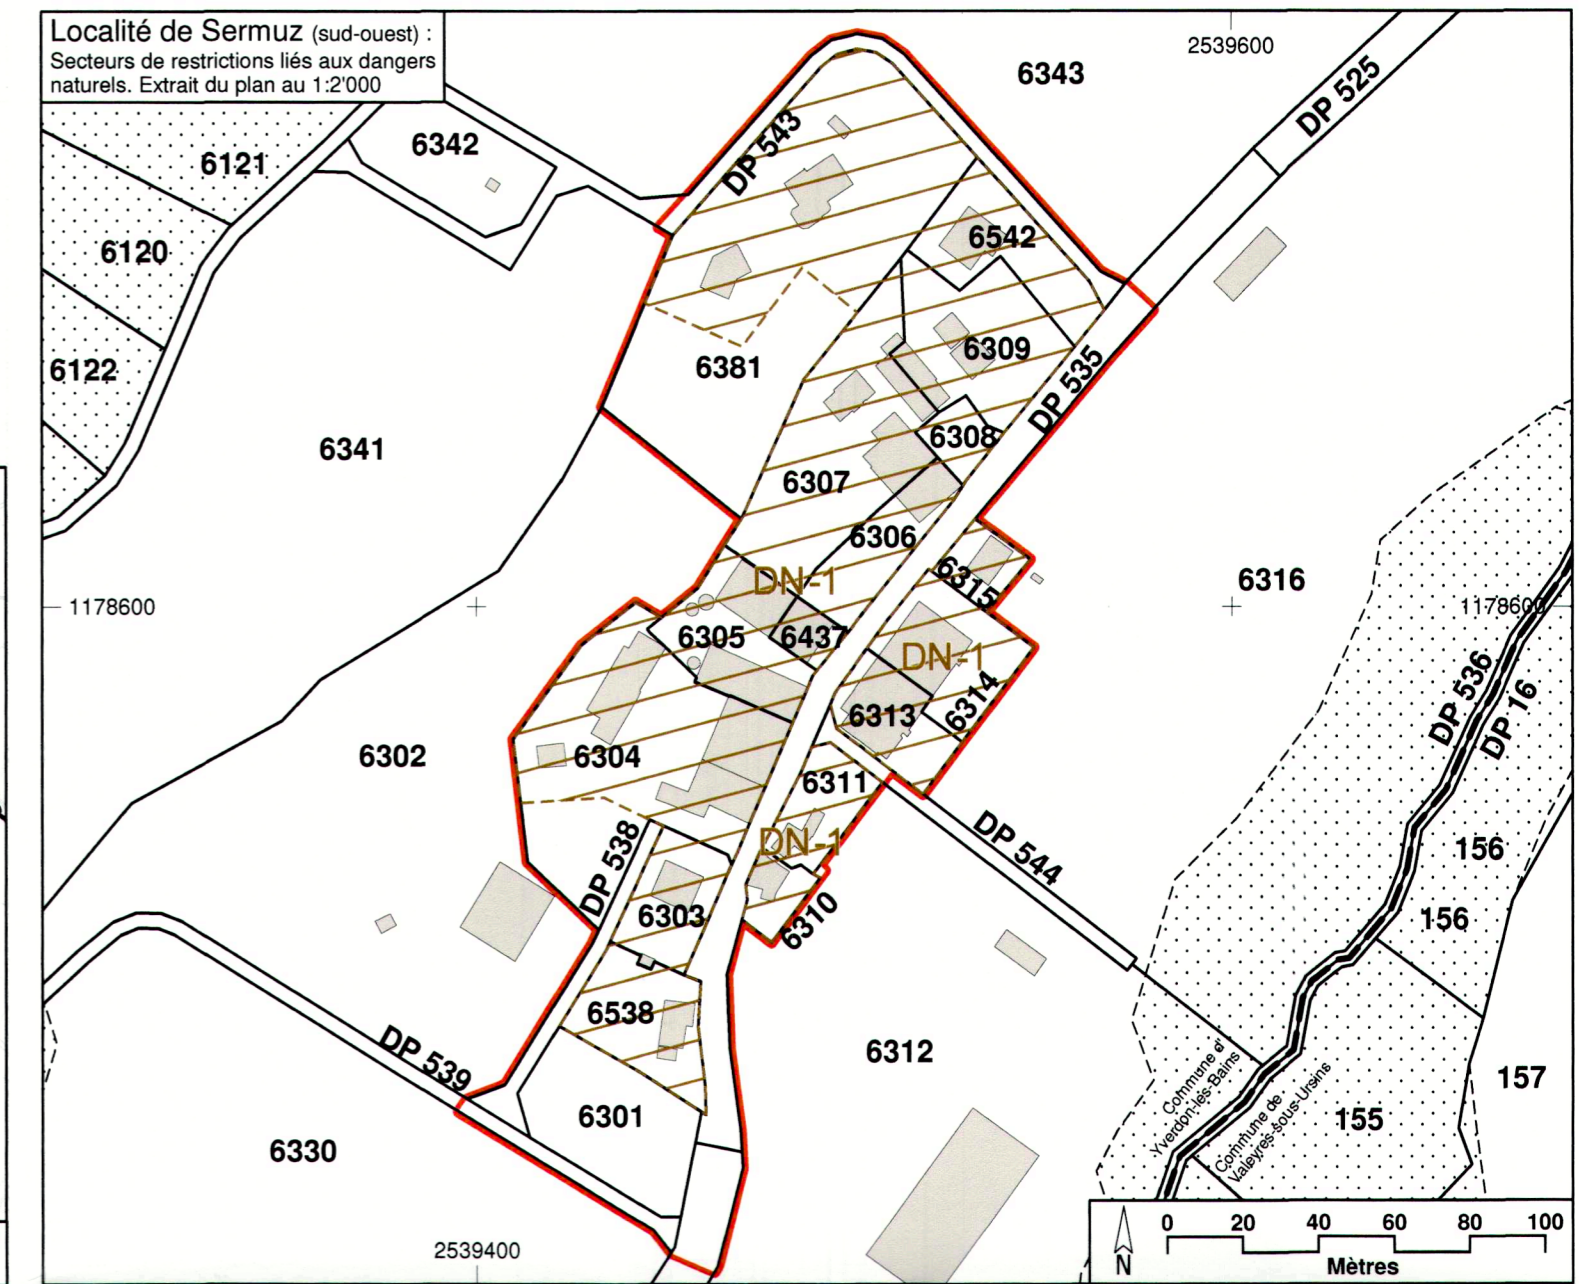 Localité de Sermuz (sud-ouest) :
Secteurs de restrictions liés aux dangers
naturels. Extrait du plan au 1:2'000
2539600
6343
DP 525
6342
6121
DP 543
6120
6542
6122
6381
6309
DP 535
6341
6308
6307
6306
DN-1
6315
6316
1178600
1178600
6305
6437
DN-1
6314
DP 536
DP 16
6313
6302
6304
6311
DN-1
DP 538
DP 544
156
6303
6310
156
6538
6312
DP 539
Commune d'
Yverdon-les-Bains
Commune de
Valeyres-sous-Ursins
157
6301
155
6330
2539400
N
0 20 40 60 80 100
Mètres